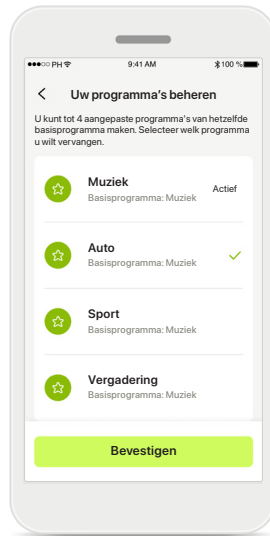 ●●●○○ PH 9:41 AM 100 %
Uw programma's beheren
U kunt tot 4 aangepaste programma's van hetzelfde
basisprogramma maken. Selecteer welk programma
u wilt vervangen.
Muziek
Basisprogramma: Muziek
Actief
Auto
Basisprogramma: Muziek
Sport
Basisprogramma: Muziek
Vergadering
Basisprogramma: Muziek
Bevestigen